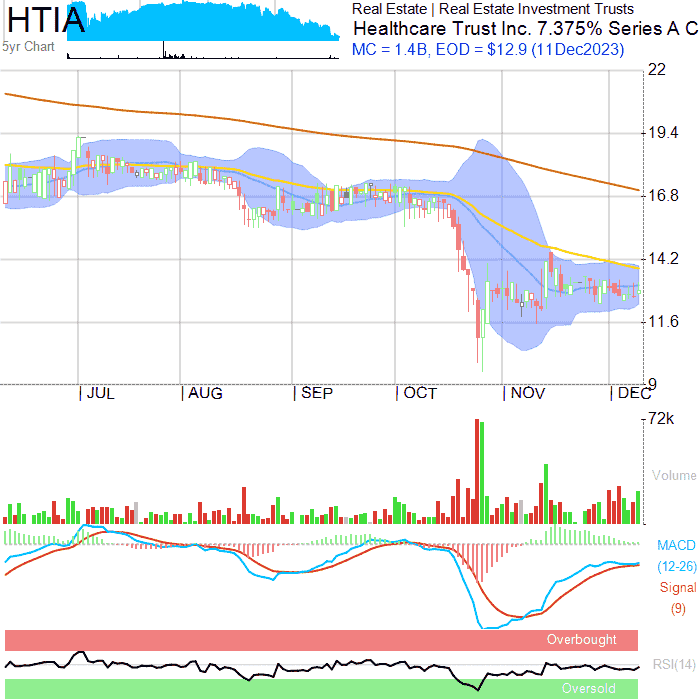 HTIA
5yr Chart
Real Estate | Real Estate Investment Trusts
Healthcare Trust Inc. 7.375% Series A C
MC = 1.4B, EOD = $12.9 (11Dec2023)
22
19.4
16.8
14.2
11.6
9
JUL AUG SEP OCT NOV DEC
72k
Volume
MACD
(12-26)
Signal
(9)
Overbought
RSI(14)
Oversold